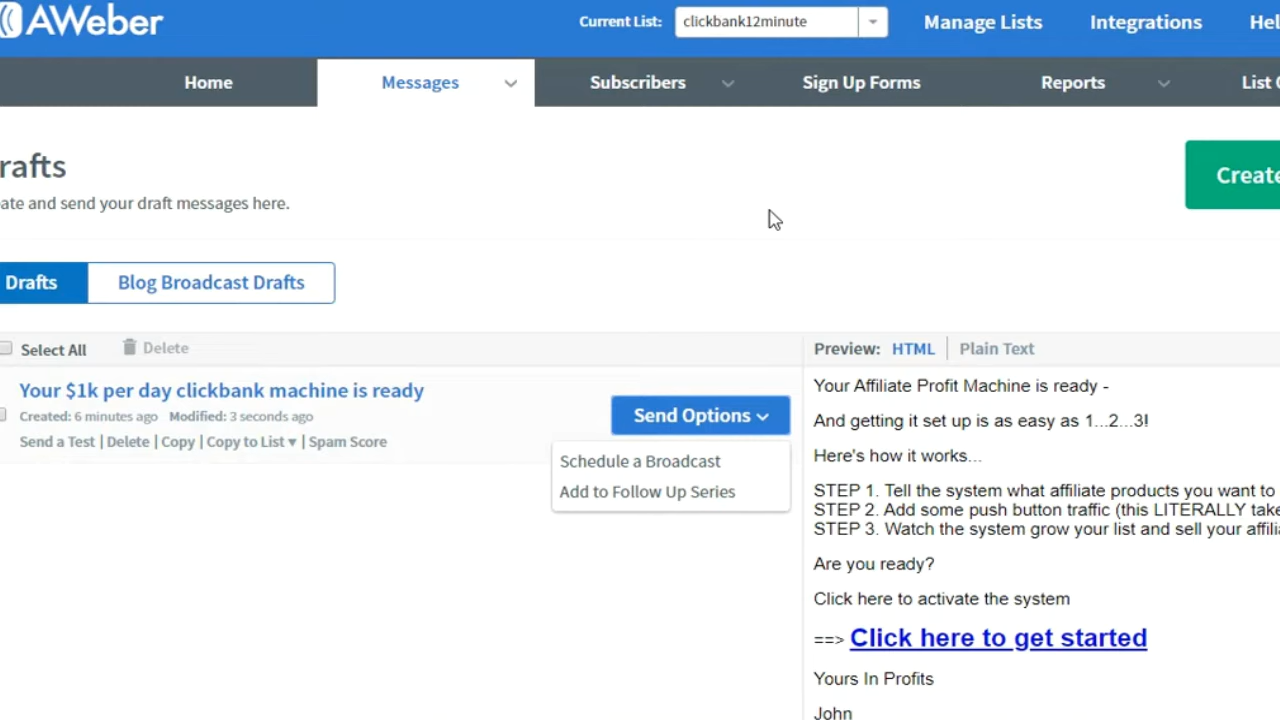 AWeber
Current List: clickbank12minute
Manage Lists
Integrations
Hel
Home
Messages
Subscribers
Sign Up Forms
Reports
List
rafts
Create
ate and send your draft messages here.
Drafts
Blog Broadcast Drafts
Select All
Delete
Preview: HTML | Plain Text
Your $1k per day clickbank machine is ready
Created: 6 minutes ago Modified: 3 seconds ago
Send a Test | Delete | Copy | Copy to List ▾ | Spam Score
Send Options
Schedule a Broadcast
Add to Follow Up Series
Your Affiliate Profit Machine is ready -
And getting it set up is as easy as 1...2...3!
Here's how it works...
STEP 1. Tell the system what affiliate products you want to
STEP 2. Add some push button traffic (this LITERALLY take
STEP 3. Watch the system grow your list and sell your affili
Are you ready?
Click here to activate the system
==> Click here to get started
Yours In Profits
John